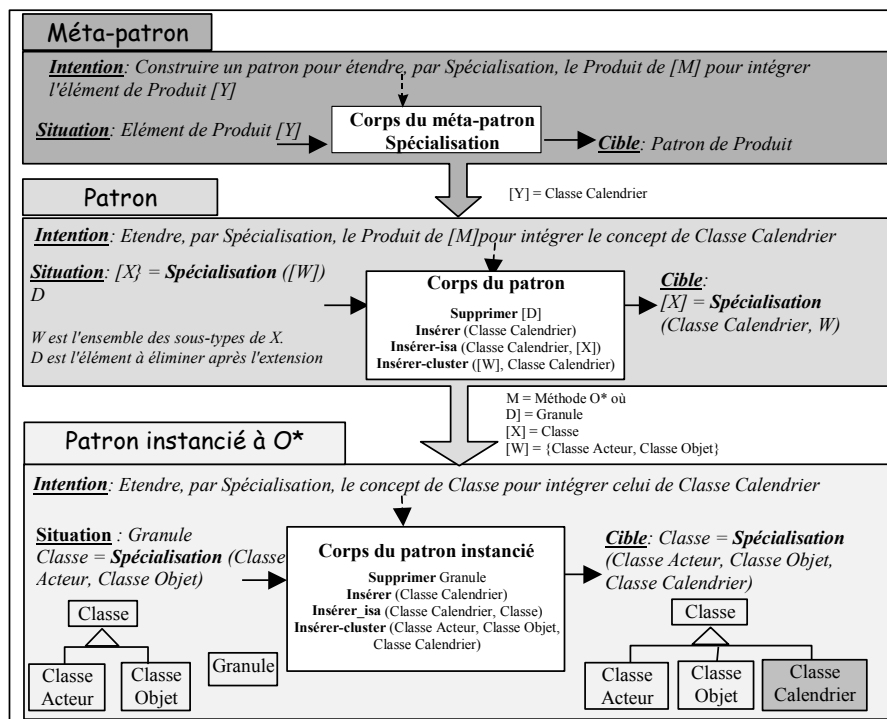 Méta-patron
Intention: Construire un patron pour étendre, par Spécialisation, le Produit de [M] pour intégrer
l'élément de Produit [Y]
Situation: Elément de Produit [Y]
Corps du méta-patron
Spécialisation
Cible: Patron de Produit
[Y] = Classe Calendrier
Patron
Intention: Etendre, par Spécialisation, le Produit de [M]pour intégrer le concept de Classe Calendrier
Situation: [X} = Spécialisation ([W])
D
W est l'ensemble des sous-types de X.
D est l'élément à éliminer après l'extension
Corps du patron
Supprimer [D]
Insérer (Classe Calendrier)
Insérer-isa (Classe Calendrier, [X])
Insérer-cluster ([W], Classe Calendrier)
Cible:
[X] = Spécialisation
(Classe Calendrier, W)
M = Méthode O* où
D] = Granule
[X] = Classe
[W] = {Classe Acteur, Classe Objet}
Patron instancié à O*
Intention: Etendre, par Spécialisation, le concept de Classe pour intégrer celui de Classe Calendrier
Situation : Granule
Classe = Spécialisation (Classe
Acteur, Classe Objet)
Corps du patron instancié
Supprimer Granule
Insérer (Classe Calendrier)
Insérer_isa (Classe Calendrier, Classe)
Insérer-cluster (Classe Acteur, Classe Objet,
Classe Calendrier)
Cible: Classe = Spécialisation
(Classe Acteur, Classe Objet,
Classe Calendrier)
Classe
Classe
Acteur
Classe
Objet
Granule
Classe
Classe
Acteur
Classe
Objet
Classe
Calendrier